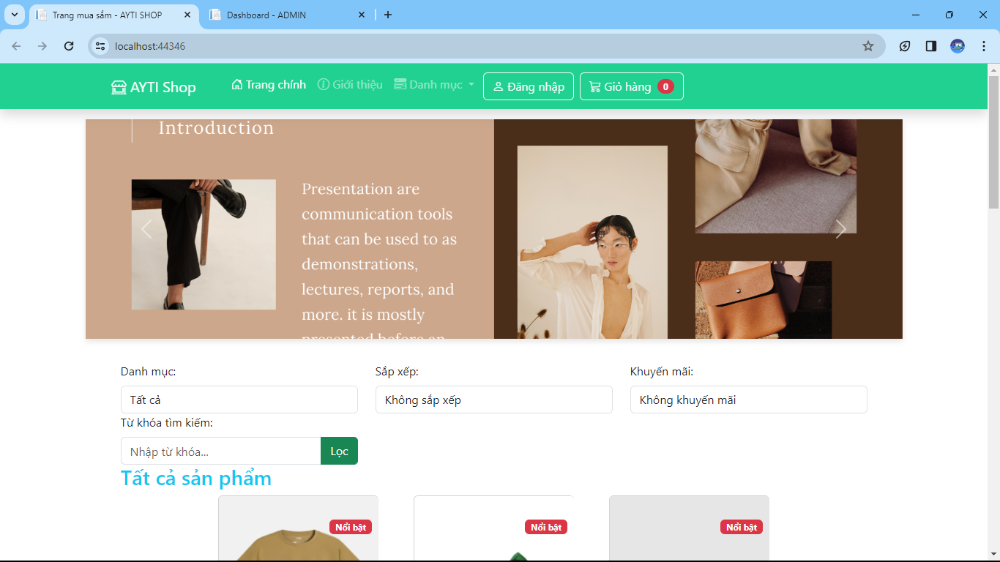 Trang mua sắm - AYTI SHOP
Dashboard - ADMIN
localhost:44346
AYTI Shop
Trang chính
Giới thiệu
Danh mục
Đăng nhập
Giỏ hàng 0
Introduction
Presentation are
communication tools
that can be used to as
demonstrations,
lectures, reports, and
more. it is mostly
presented before an
Danh mục:
Sắp xếp:
Khuyến mãi:
Tất cả
Không sắp xếp
Không khuyến mãi
Từ khóa tìm kiếm:
Nhập từ khóa...
Lọc
Tất cả sản phẩm
Nổi bật
Nổi bật
Nổi bật